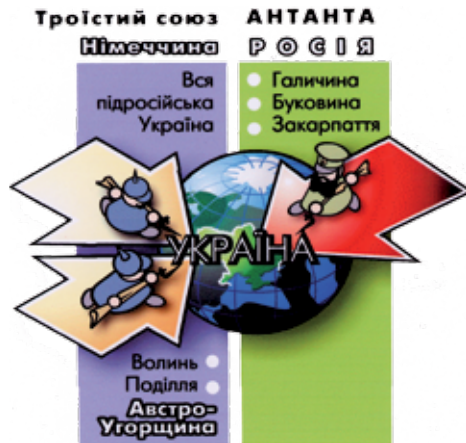 Троїстий союз
Німеччина
Вся
підросійська
Україна
АНТАНТА
РОСІЯ
Галичина
Буковина
Закарпаття
УКРАЇНА
Волинь
Поділля
Австро-
Угорщина